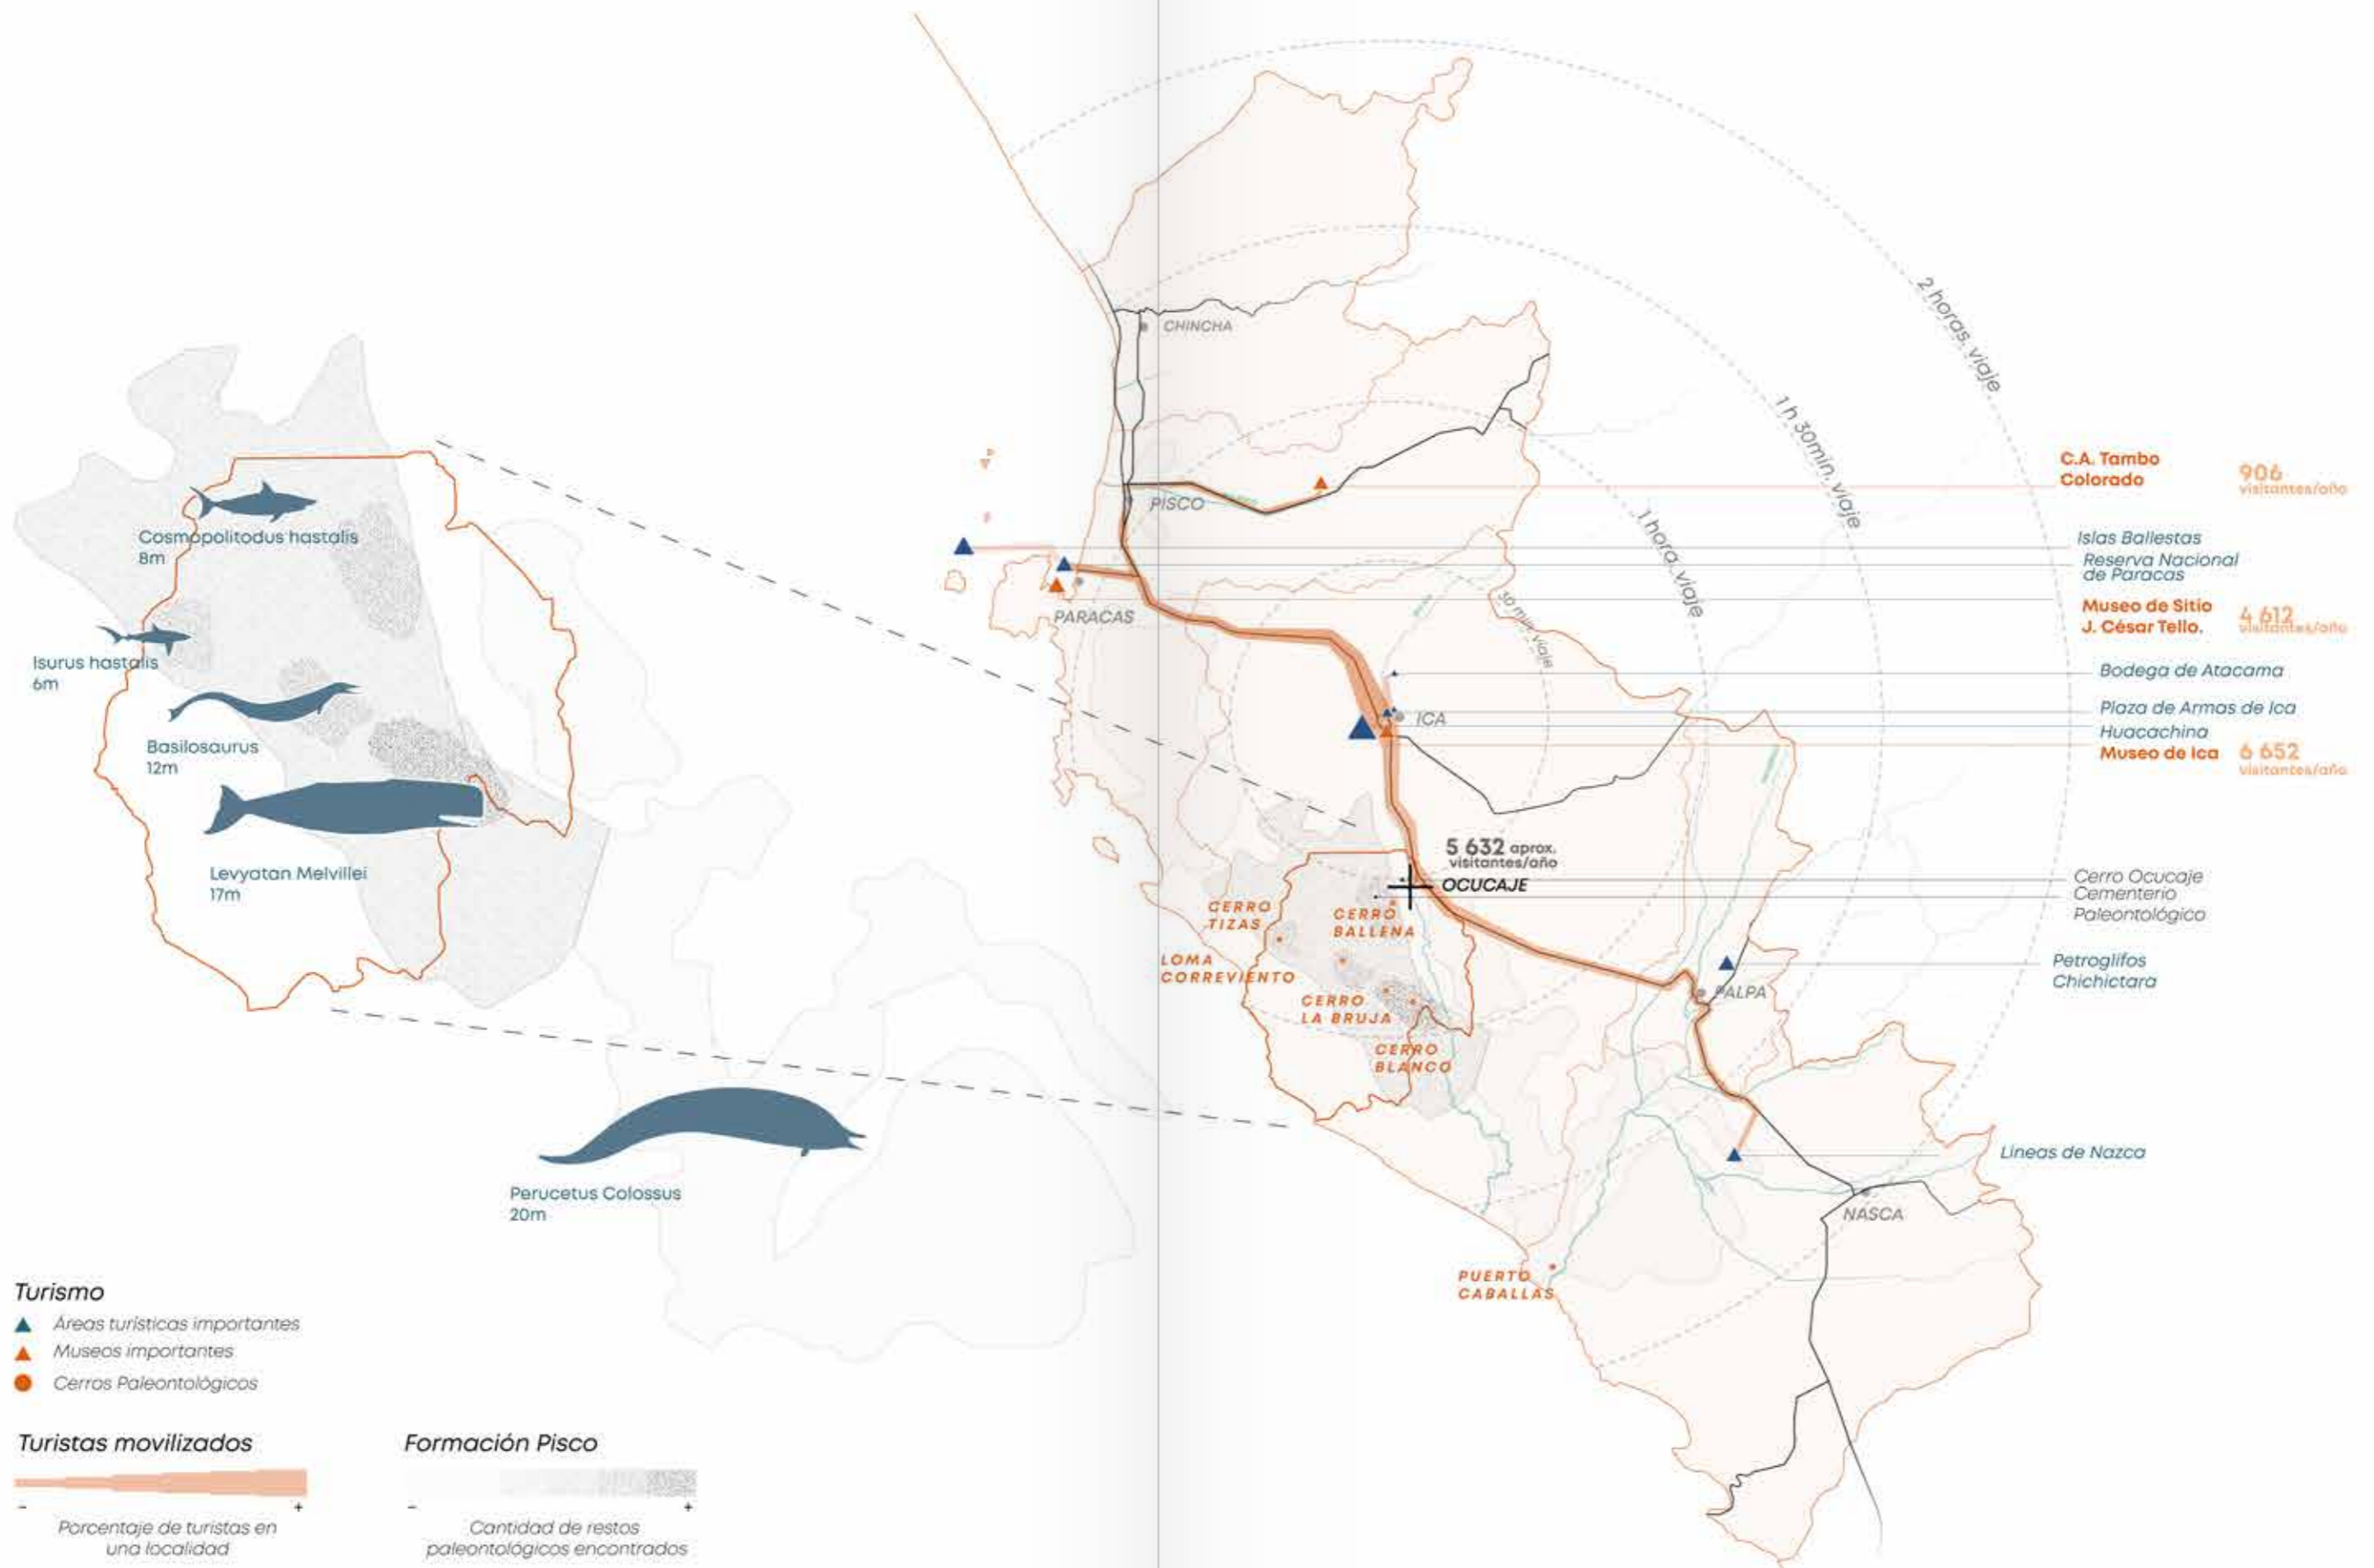 Cosmopolitodus hastalis
8m
Isurus hastalis
6m
Basilosaurus
12m
Levyatan Melvillei
17m
Perucetus Colossus
20m
Turismo
Áreas turísticas importantes
Museos importantes
Cerros Paleontológicos
Turistas movilizados
-
+
Porcentaje de turistas en
una localidad
Formación Pisco
-
+
Cantidad de restos
paleontológicos encontrados
CHINCHA
PISCO
PARACAS
ICA
5 632 aprox.
visitantes/año
OCUCAJE
CERRO
TIZAS
CERRO
BALLENA
LOMA
CORREVIENTO
CERRO
LA BRUJA
CERRO
BLANCO
PALPA
NASCA
PUERTO
CABALLAS
30 min. viaje
1 hora. viaje
1 h 30min. viaje
2 horas. viaje
C.A. Tambo
Colorado
906
visitantes/año
Islas Ballestas
Reserva Nacional
de Paracas
Museo de Sitio
J. César Tello.
4 612
visitantes/año
Bodega de Atacama
Plaza de Armas de Ica
Huacachina
Museo de Ica
6 652
visitantes/año
Cerro Ocucaje
Cementerio
Paleontológico
Petroglifos
Chichictara
Líneas de Nazca